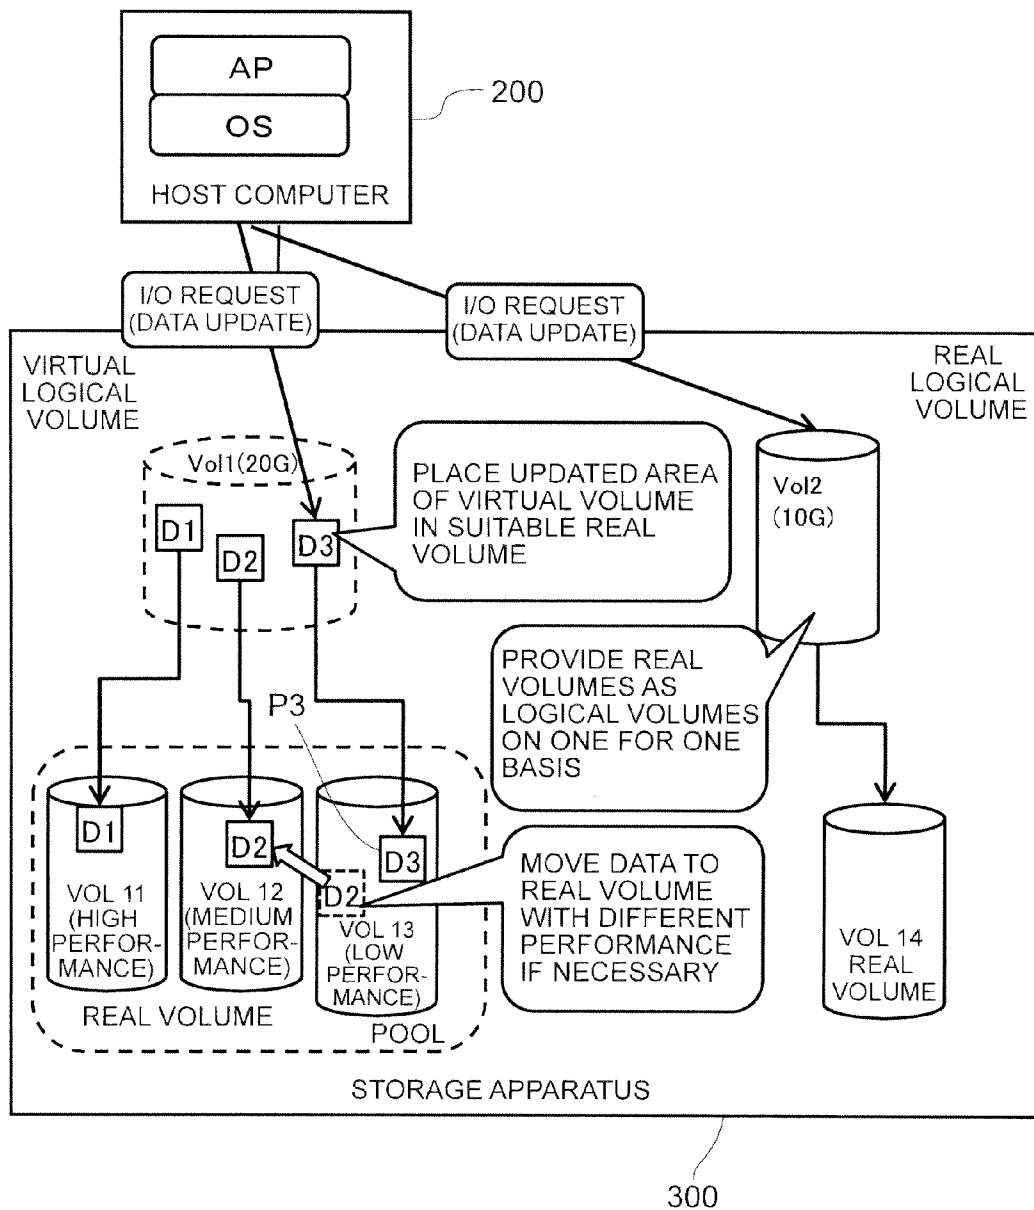 AP
OS
HOST COMPUTER
200
I/O REQUEST
(DATA UPDATE)
I/O REQUEST
(DATA UPDATE)
VIRTUAL
LOGICAL
VOLUME
REAL
LOGICAL
VOLUME
Vol1(20G)
D1
D2
D3
PLACE UPDATED AREA
OF VIRTUAL VOLUME
IN SUITABLE REAL
VOLUME
Vol2
(10G)
PROVIDE REAL
VOLUMES AS
LOGICAL VOLUMES
ON ONE FOR ONE
BASIS
P3
D1
VOL 11
(HIGH
PERFOR-
MANCE)
D2
VOL 12
(MEDIUM
PERFOR-
MANCE)
D3
D2
VOL 13
(LOW
PERFOR-
MANCE)
REAL VOLUME
POOL
MOVE DATA TO
REAL VOLUME
WITH DIFFERENT
PERFORMANCE
IF NECESSARY
VOL 14
REAL
VOLUME
STORAGE APPARATUS
300